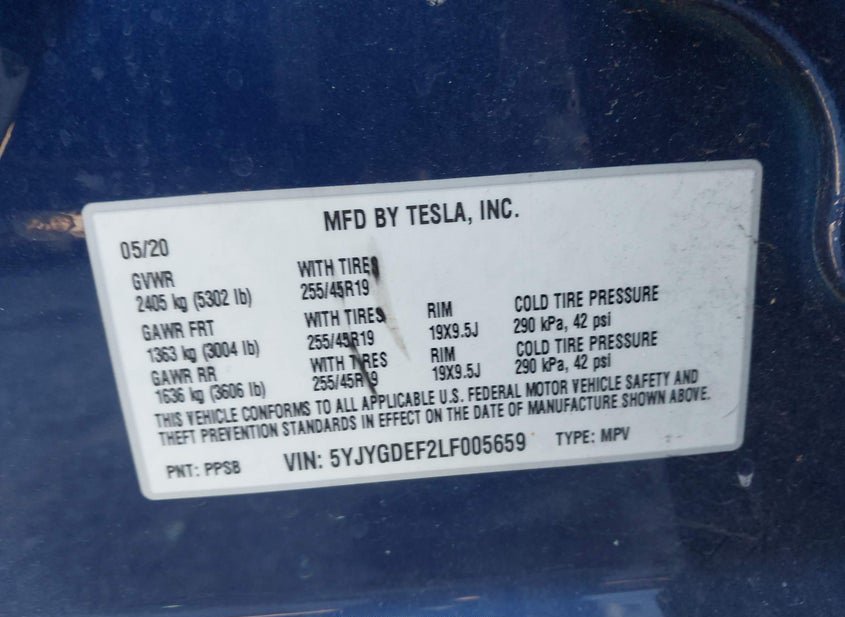 MFD BY TESLA, INC.
05/20
GVWR WITH TIRES
2405 kg (5302 lb) 255/45R19
GAWR FRT WITH TIRES RIM COLD TIRE PRESSURE
1363 kg (3004 lb) 255/45R19 19X9.5J 290 kPa, 42 psi
GAWR RR WITH TIRES RIM COLD TIRE PRESSURE
1636 kg (3606 lb) 255/45R19 19X9.5J 290 kPa, 42 psi
THIS VEHICLE CONFORMS TO ALL APPLICABLE U.S. FEDERAL MOTOR VEHICLE SAFETY AND
THEFT PREVENTION STANDARDS IN EFFECT ON THE DATE OF MANUFACTURE SHOWN ABOVE.
PNT: PPSB VIN: 5YJYGDEF2LF005659 TYPE: MPV